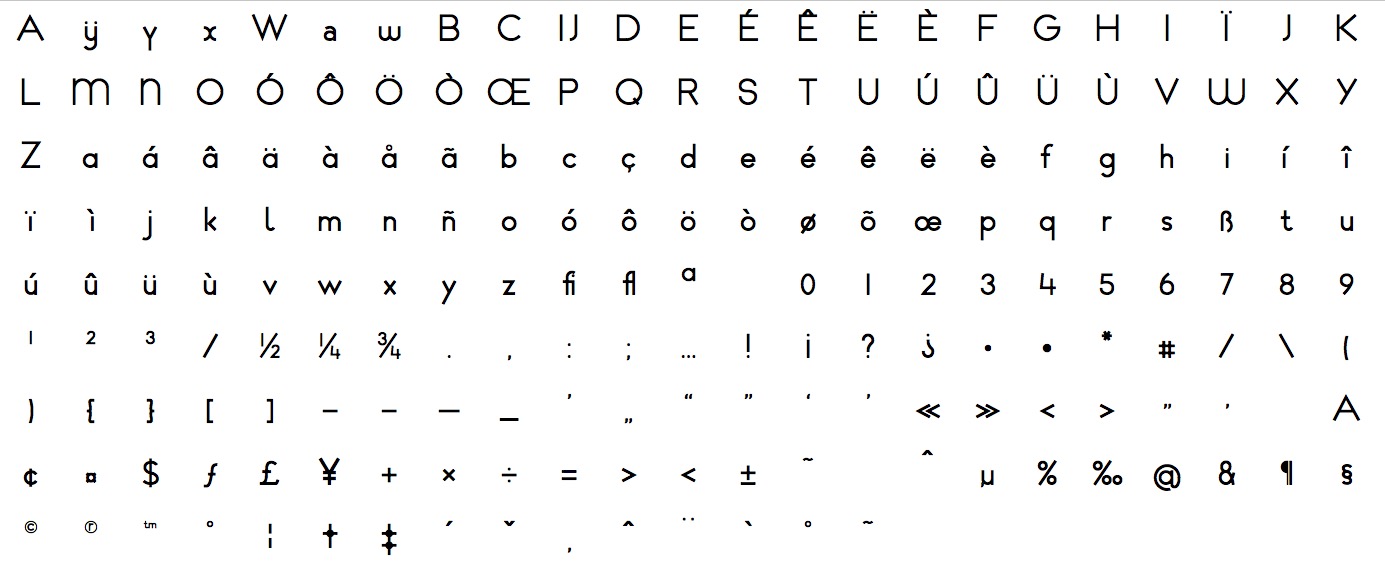 A ÿ y x W a w B C IJ D E É Ê Ë È F G H I Ï J K
L M N O Ó Ô Ö Ò Œ P Q R S T U Ú Û Ü Ù V W X Y
Z a á â ä à å ã b c ç d e é ê ë è f g h i í î
ï ì j k l m n ñ o ó ô ö ò ø õ œ p q r s ß t u
ú û ü ù v w x y z fi fl ª 0 1 2 3 4 5 6 7 8 9
¹ ² ³ / ½ ¼ ¾ . , : ; … ! ¡ ? ¿ · • * # / \ (
) { } [ ] – – — _ ’ „ “ ” ‘ ’ « » < > " ' A
¢ ¤ $ ƒ £ ¥ + × ÷ = > < ± ˜ ˆ µ % ‰ @ & ¶ §
© ® ™ ° ¦ † ‡ ´ ˇ ¸ ˆ ¨ ` ˚ ˜